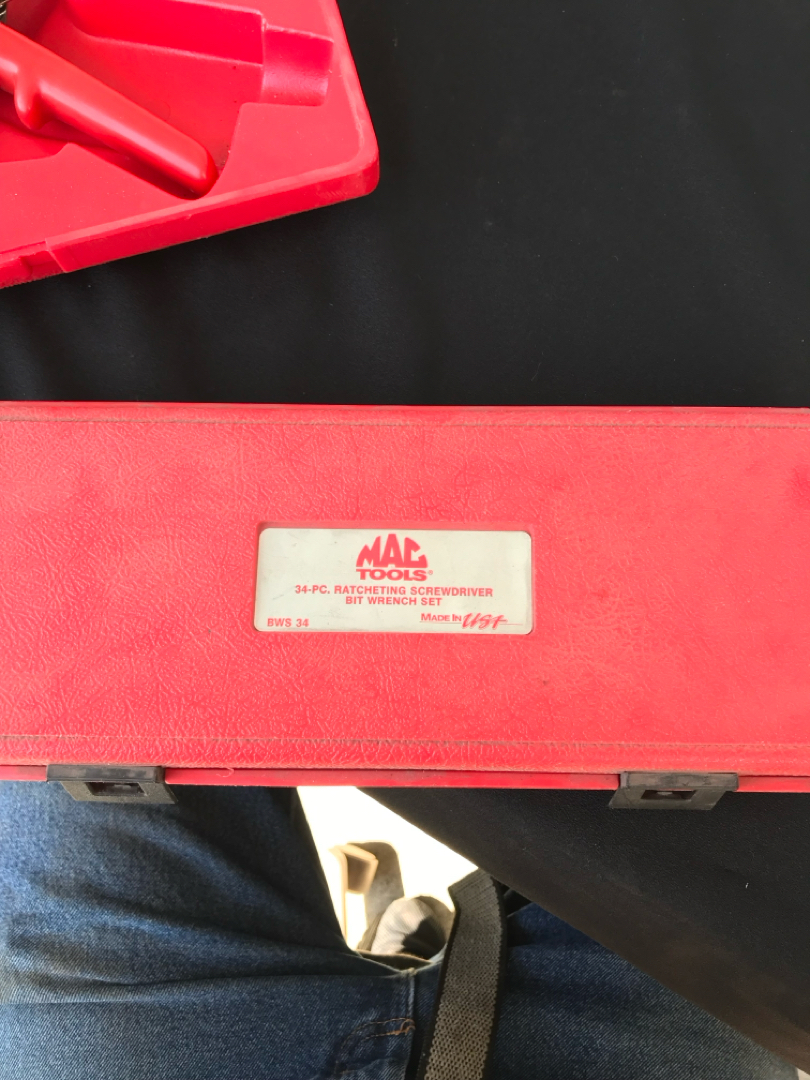 MAC
TOOLS®
34-PC. RATCHETING SCREWDRIVER
BIT WRENCH SET
BWS 34 MADE IN USA